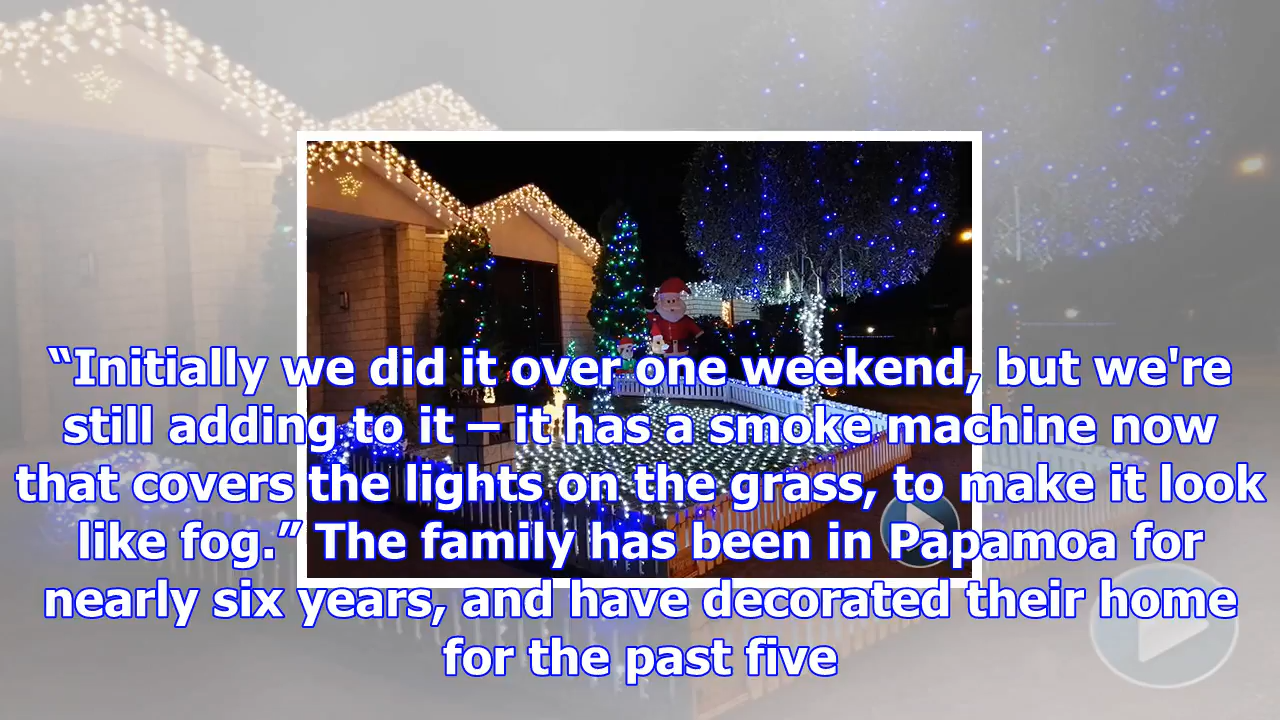 “Initially we did it over one weekend, but we're
still adding to it – it has a smoke machine now
that covers the lights on the grass, to make it look
like fog.” The family has been in Papamoa for
nearly six years, and have decorated their home
for the past five